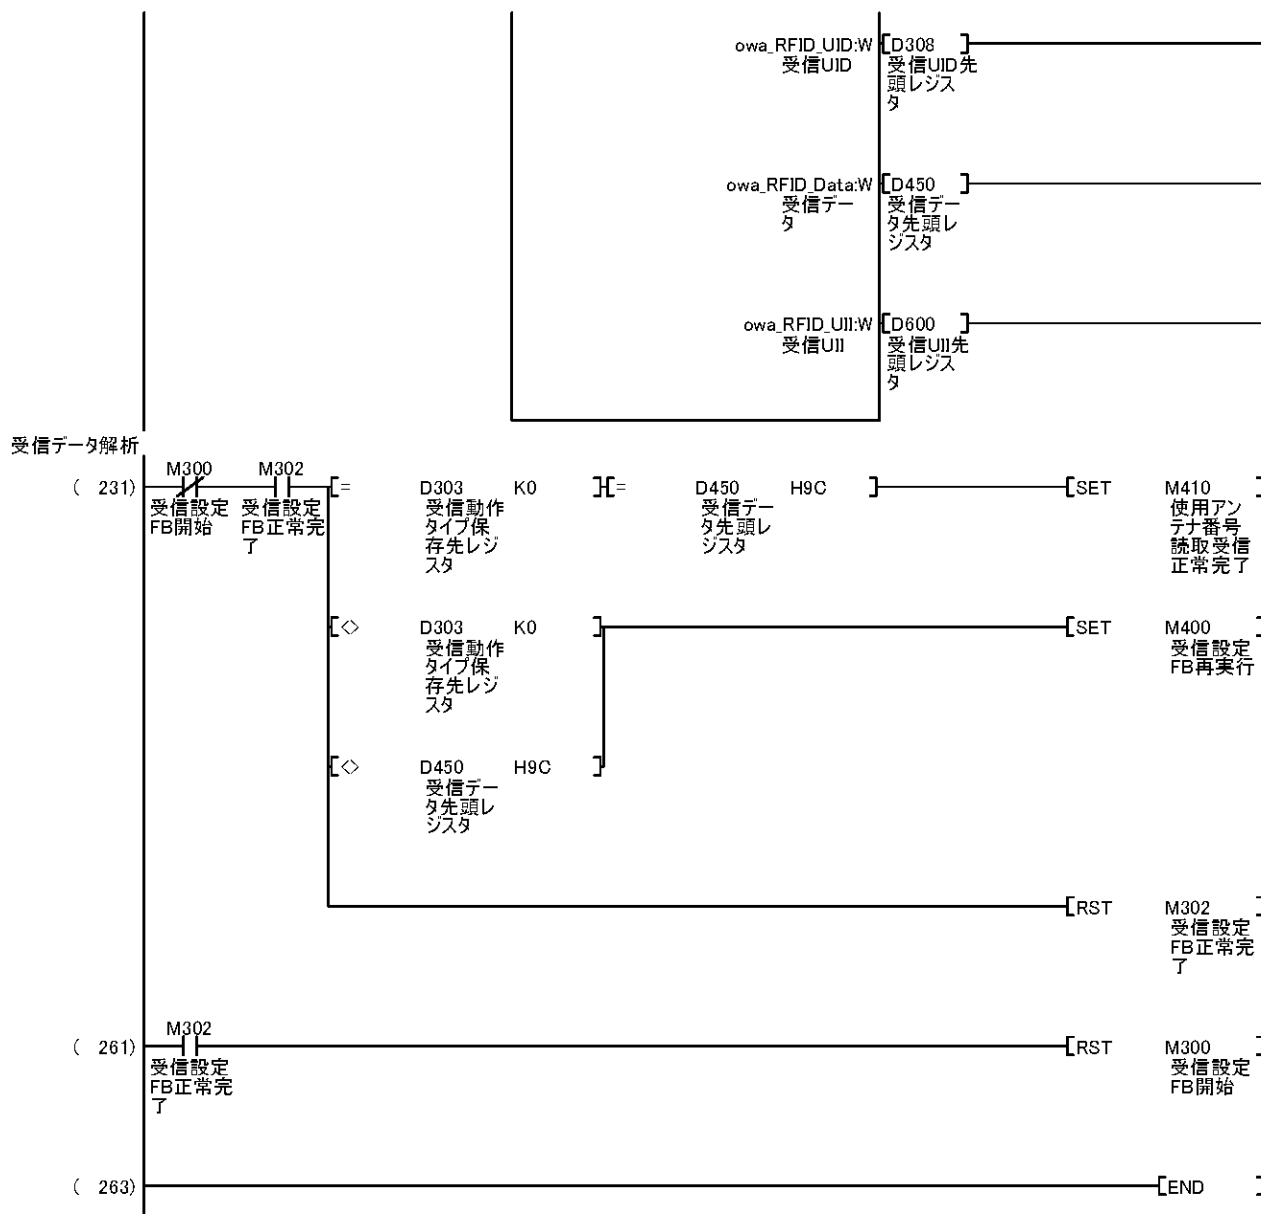 owa_RFID_UID:W [D308 ]
受信UID 受信UID先
頭レジス
タ
owa_RFID_Data:W [D450 ]
受信デー
タ
受信デー
タ先頭レ
ジスタ
owa_RFID_UII:W [D600 ]
受信UII 受信UII先
頭レジス
タ
受信データ解析
( 231) M300 M302 [= D303 K0 ] [= D450 H9C ] [SET M410 ]
受信設定
FB開始
受信設定
FB正常完
了
受信動作
タイプ保
存先レジ
スタ
受信デー
タ先頭レ
ジスタ
使用アン
テナ番号
読取受信
正常完了
[<> D303 K0 ] [SET M400 ]
受信動作
タイプ保
存先レジ
スタ
受信設定
FB再実行
[<> D450 H9C ]
受信デー
タ先頭レ
ジスタ
[RST M302 ]
受信設定
FB正常完
了
( 261) M302 [RST M300 ]
受信設定
FB正常完
了
受信設定
FB開始
( 263) [END ]